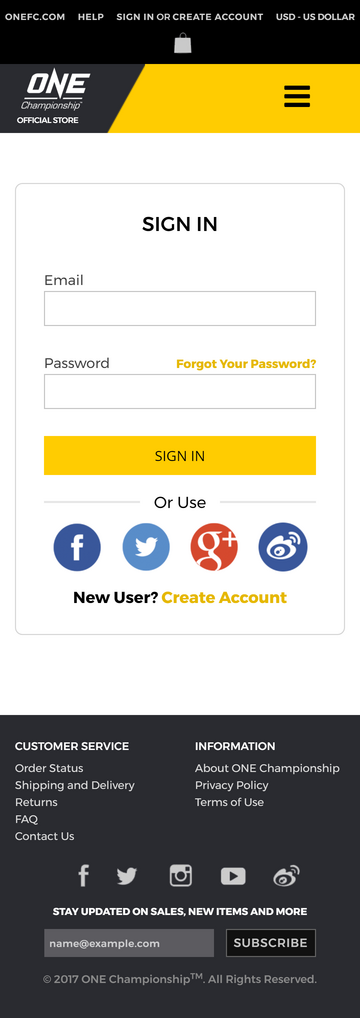 ONEFC.COM HELP SIGN IN OR CREATE ACCOUNT USD - US DOLLAR
ONE
Championship
OFFICIAL STORE
SIGN IN
Email
Password Forgot Your Password?
SIGN IN
Or Use
New User? Create Account
CUSTOMER SERVICE INFORMATION
Order Status About ONE Championship
Shipping and Delivery Privacy Policy
Returns Terms of Use
FAQ
Contact Us
STAY UPDATED ON SALES, NEW ITEMS AND MORE
name@example.com SUBSCRIBE
© 2017 ONE Championship™. All Rights Reserved.